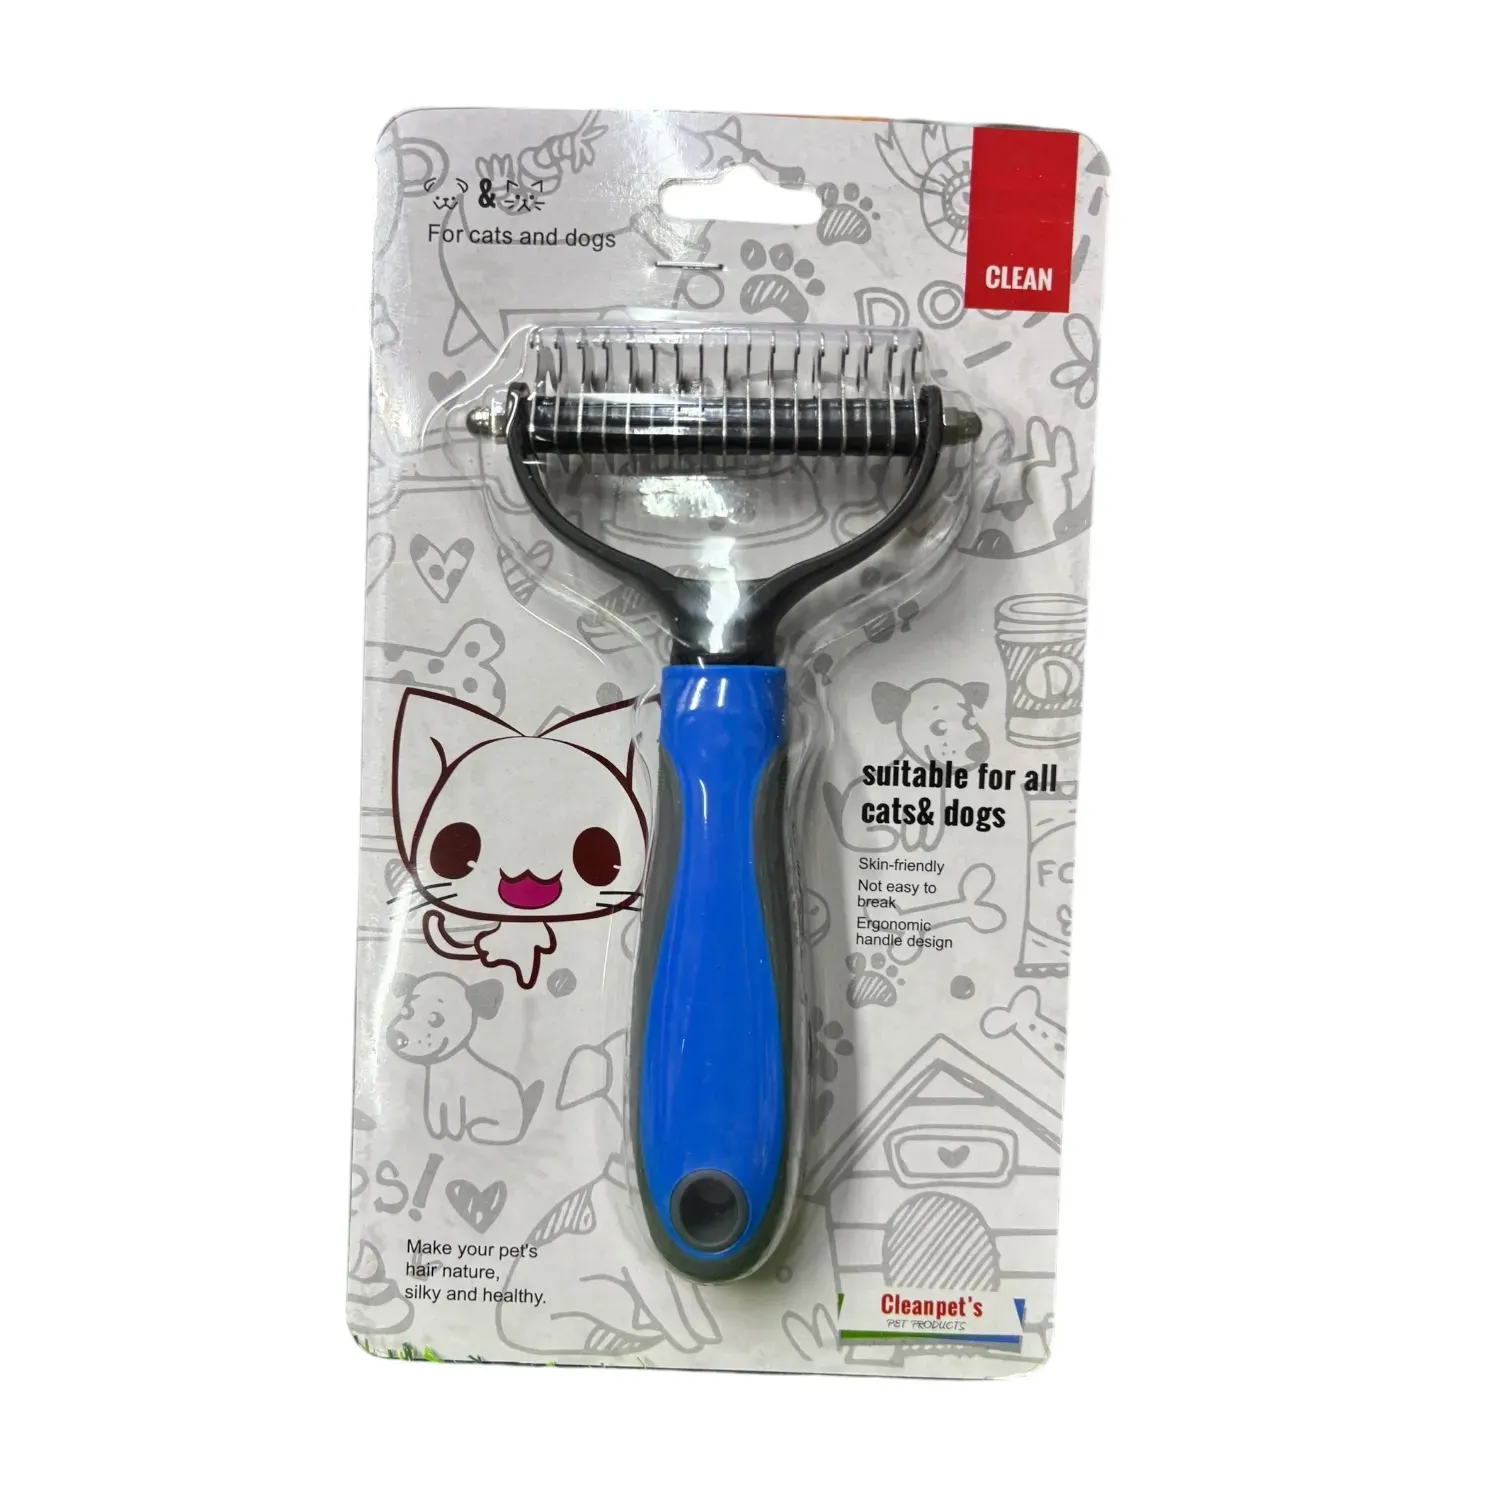 &
For cats and dogs
CLEAN
DOG
suitable for all
cats& dogs
Skin-friendly
Not easy to
break
Ergonomic
handle design
Make your pet's
hair nature,
silky and healthy.
Cleanpet's
PET PRODUCTS